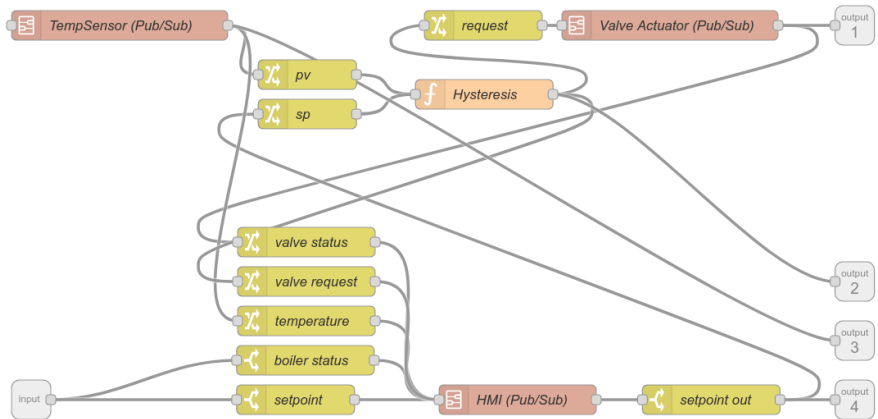 TempSensor (Pub/Sub)
request
Valve Actuator (Pub/Sub)
output
1
pv
Hysteresis
sp
valve status
valve request
output
2
temperature
output
3
boiler status
input
setpoint
HMI (Pub/Sub)
setpoint out
output
4